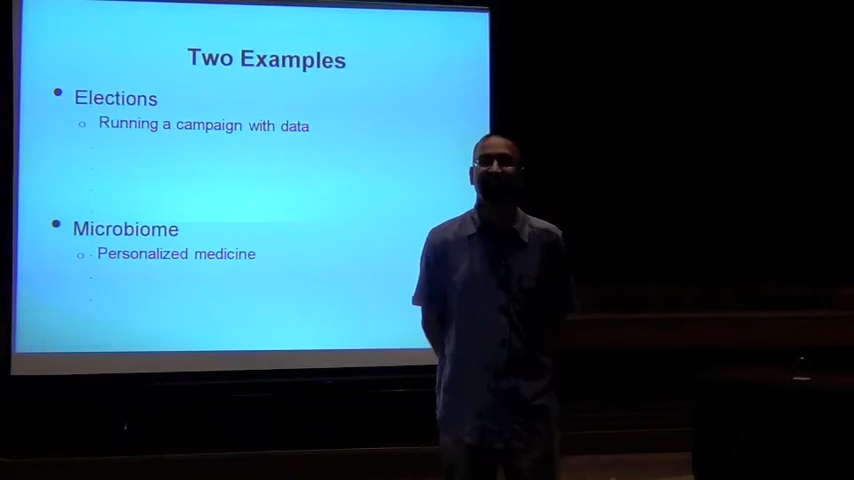 Two Examples
• Elections
o Running a campaign with data
• Microbiome
o Personalized medicine